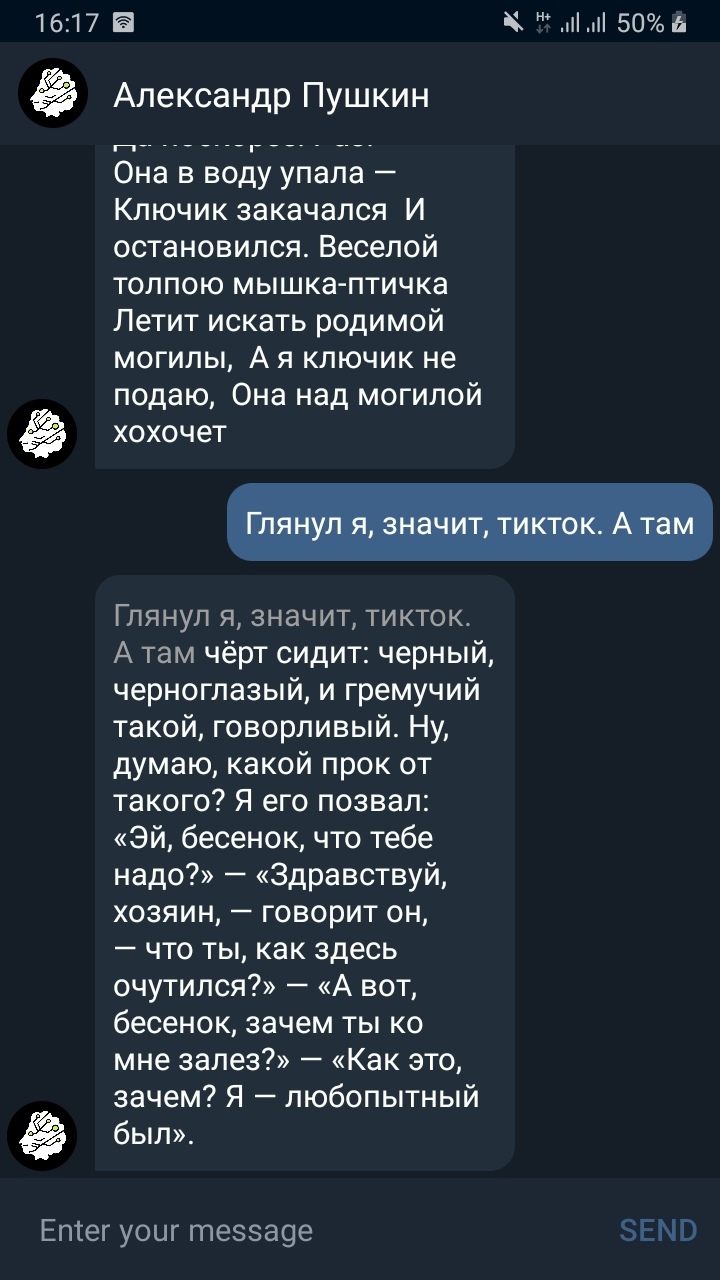 16:17
H+
50%
Александр Пушкин
Она в воду упала —
Ключик закачался И
остановился. Веселой
толпою мышка-птичка
Летит искать родимой
могилы, А я ключик не
подаю, Она над могилой
хохочет
Глянул я, значит, тикток. А там
Глянул я, значит, тикток.
А там чёрт сидит: черный,
черноглазый, и гремучий
такой, говорливый. Ну,
думаю, какой прок от
такого? Я его позвал:
«Эй, бесенок, что тебе
надо?» — «Здравствуй,
хозяин, — говорит он,
— что ты, как здесь
очутился?» — «А вот,
бесенок, зачем ты ко
мне залез?» — «Как это,
зачем? Я — любопытный
был».
Enter your message
SEND